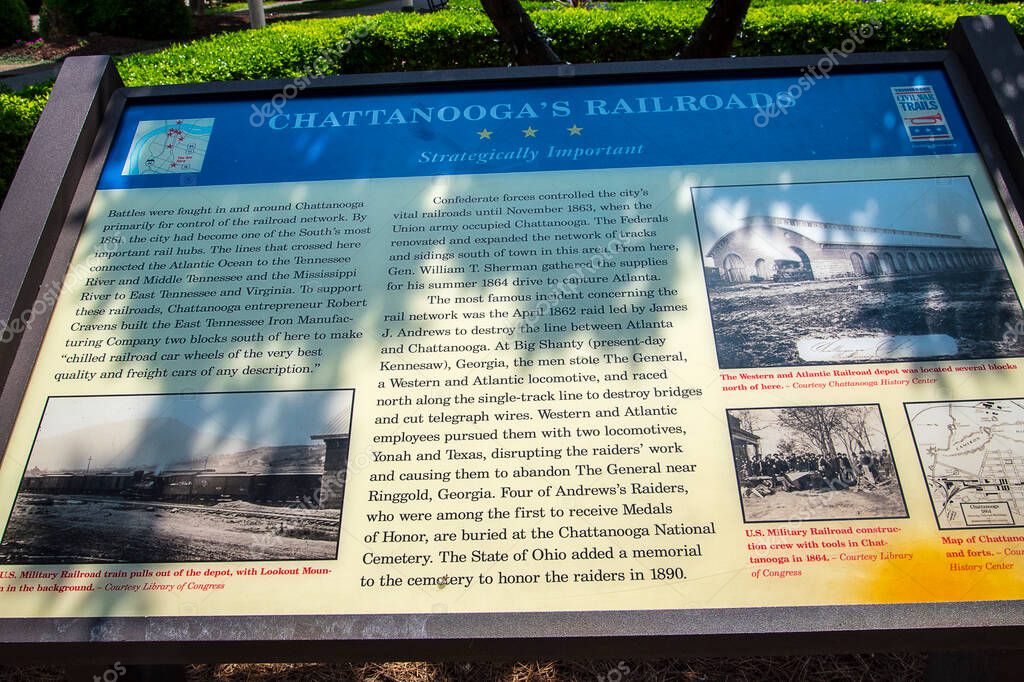 CHATTANOOGA'S RAILROADS
Strategically Important
CIVIL WAR
TRAILS
Battles were fought in and around Chattanooga
primarily for control of the railroad network. By
1861, the city had become one of the South's most
important rail hubs. The lines that crossed here
connected the Atlantic Ocean to the Tennessee
River and Middle Tennessee and the Mississippi
River to East Tennessee and Virginia. To support
these railroads, Chattanooga entrepreneur Robert
Cravens built the East Tennessee Iron Manufac-
turing Company two blocks south of here to make
"chilled railroad car wheels of the very best
quality and freight cars of any description."
U.S. Military Railroad train pulls out of the depot, with Lookout Moun-
in the background. – Courtesy Library of Congress
Confederate forces controlled the city's
vital railroads until November 1863, when the
Union army occupied Chattanooga. The Federals
renovated and expanded the network of tracks
and sidings south of town in this area. From here,
Gen. William T. Sherman gathered the supplies
for his summer 1864 drive to capture Atlanta.
The most famous incident concerning the
rail network was the April 1862 raid led by James
J. Andrews to destroy the line between Atlanta
and Chattanooga. At Big Shanty (present-day
Kennesaw), Georgia, the men stole The General,
a Western and Atlantic locomotive, and raced
north along the single-track line to destroy bridges
and cut telegraph wires. Western and Atlantic
employees pursued them with two locomotives,
Yonah and Texas, disrupting the raiders' work
and causing them to abandon The General near
Ringgold, Georgia. Four of Andrews's Raiders,
who were among the first to receive Medals
of Honor, are buried at the Chattanooga National
Cemetery. The State of Ohio added a memorial
to the cemetery to honor the raiders in 1890.
The Western and Atlantic Railroad depot was located several blocks
north of here. – Courtesy Chattanooga History Center
U.S. Military Railroad construc-
tion crew with tools in Chat-
tanooga in 1864. – Courtesy Library
of Congress
Chattanooga
1864
Map of Chattano
and forts. – Cour
History Center
depositphotos